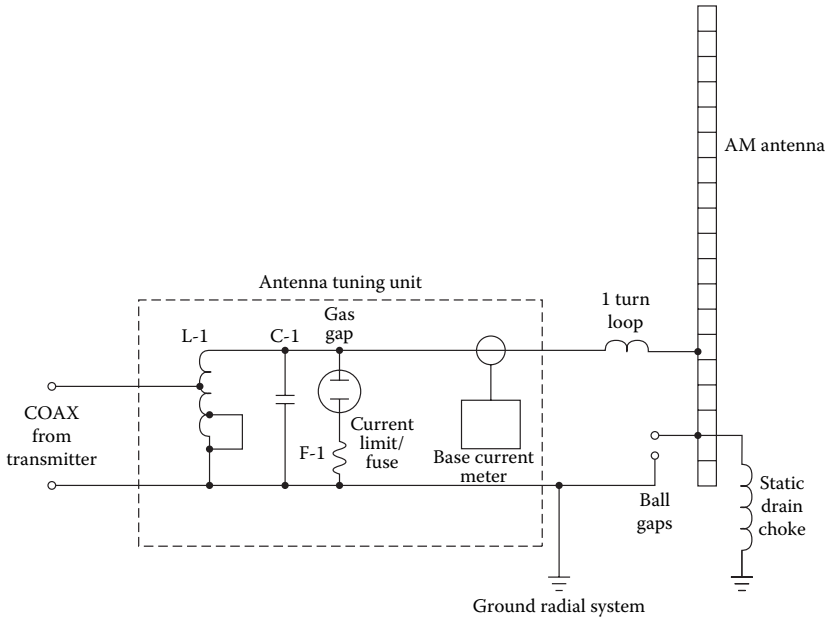 AM antenna
Antenna tuning unit
1 turn
loop
Gas
gap
L-1
C-1
COAX
from
transmitter
Current
limit/
fuse
F-1
Base current
meter
Ball
gaps
Static
drain
choke
Ground radial system